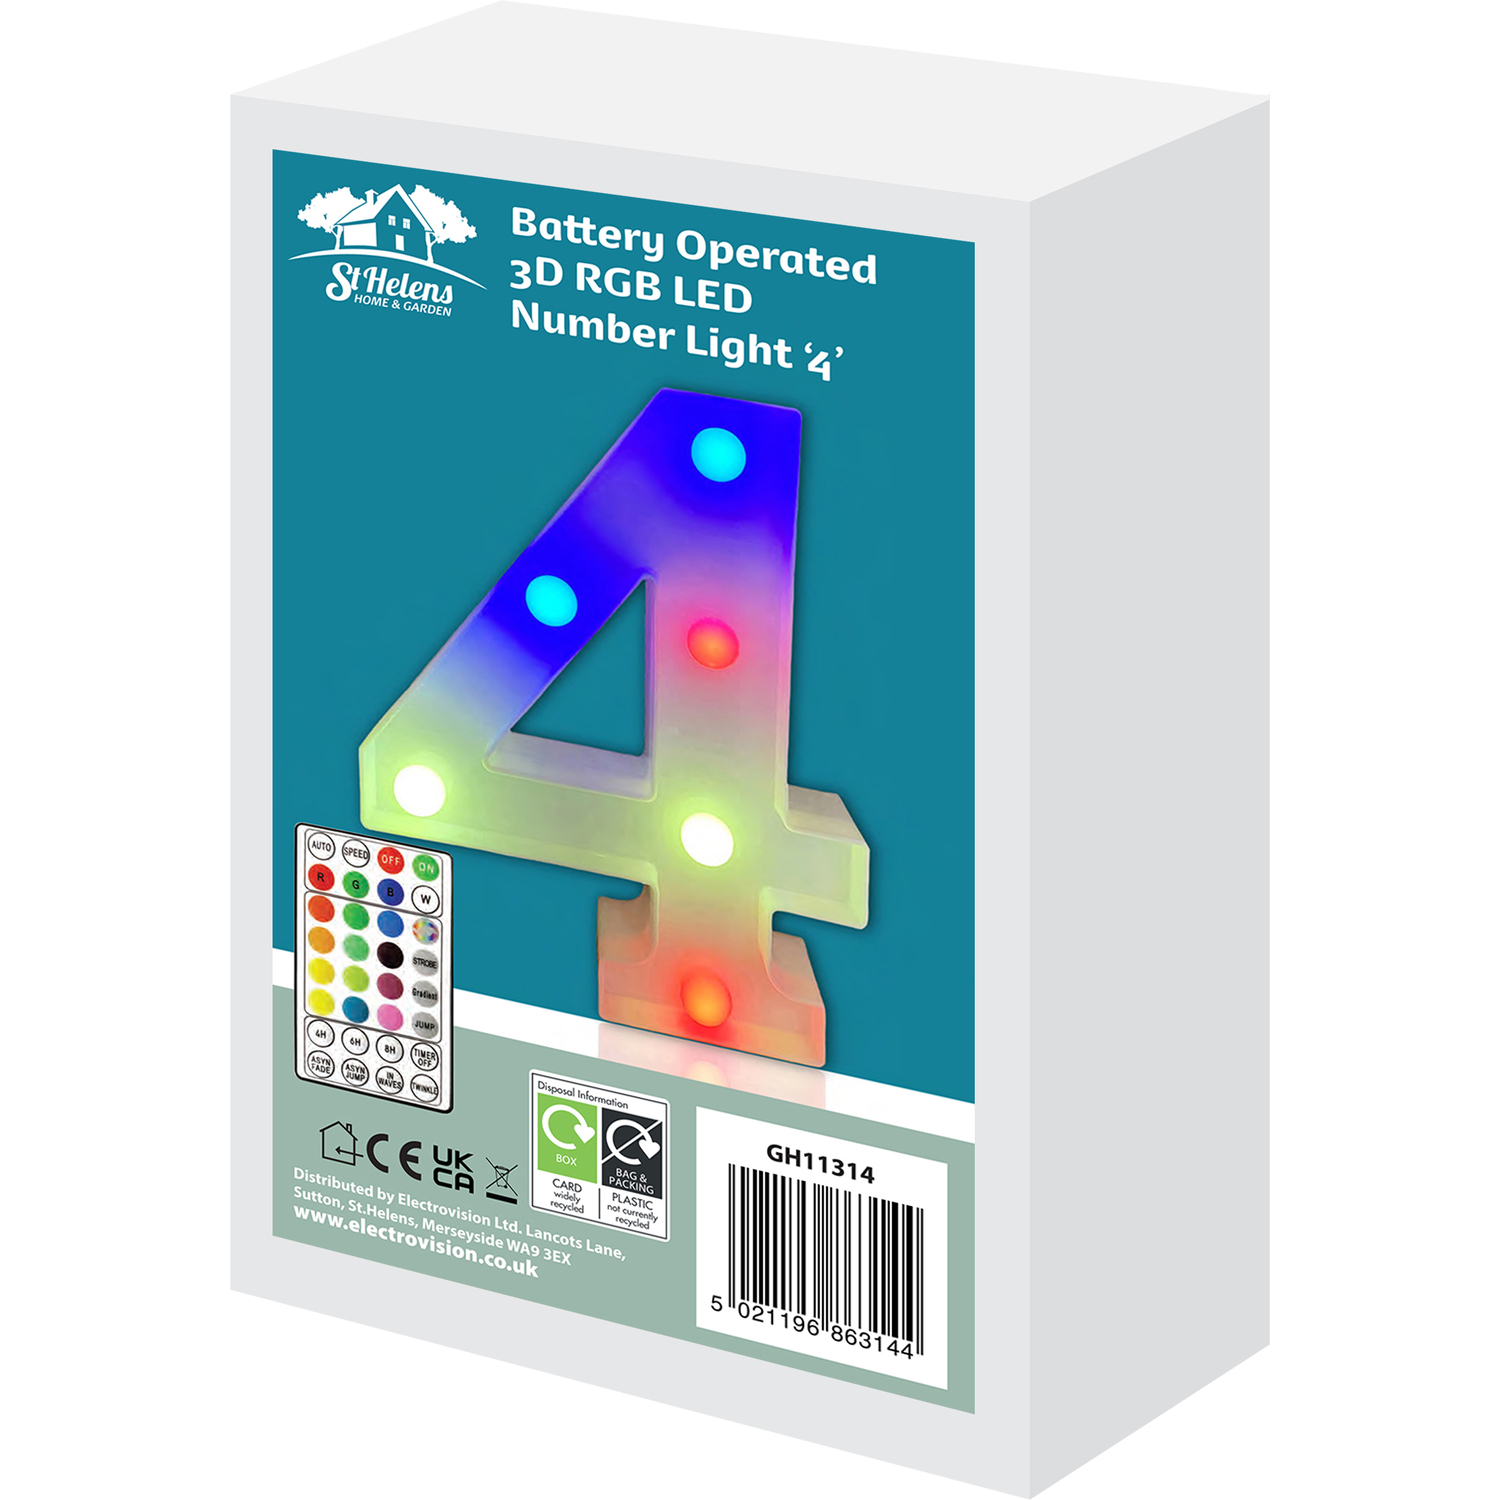 St Helens
HOME & GARDEN
Battery Operated
3D RGB LED
Number Light ‘4’
4
AUTO SPEED OFF ON
R G B W
STROBE
Gradient
JUMP
4H 6H 8H TIMER OFF
ASYN FADE ASYN JUMP IN WAVES TWINKLE
CE UK CA
Disposal Information
BOX
CARD
widely
recycled
BAG &
PACKING
PLASTIC
not currently
recycled
Distributed by Electrovision Ltd. Lancots Lane,
Sutton, St.Helens, Merseyside WA9 3EX
www.electrovision.co.uk
GH11314
5 021196 863144